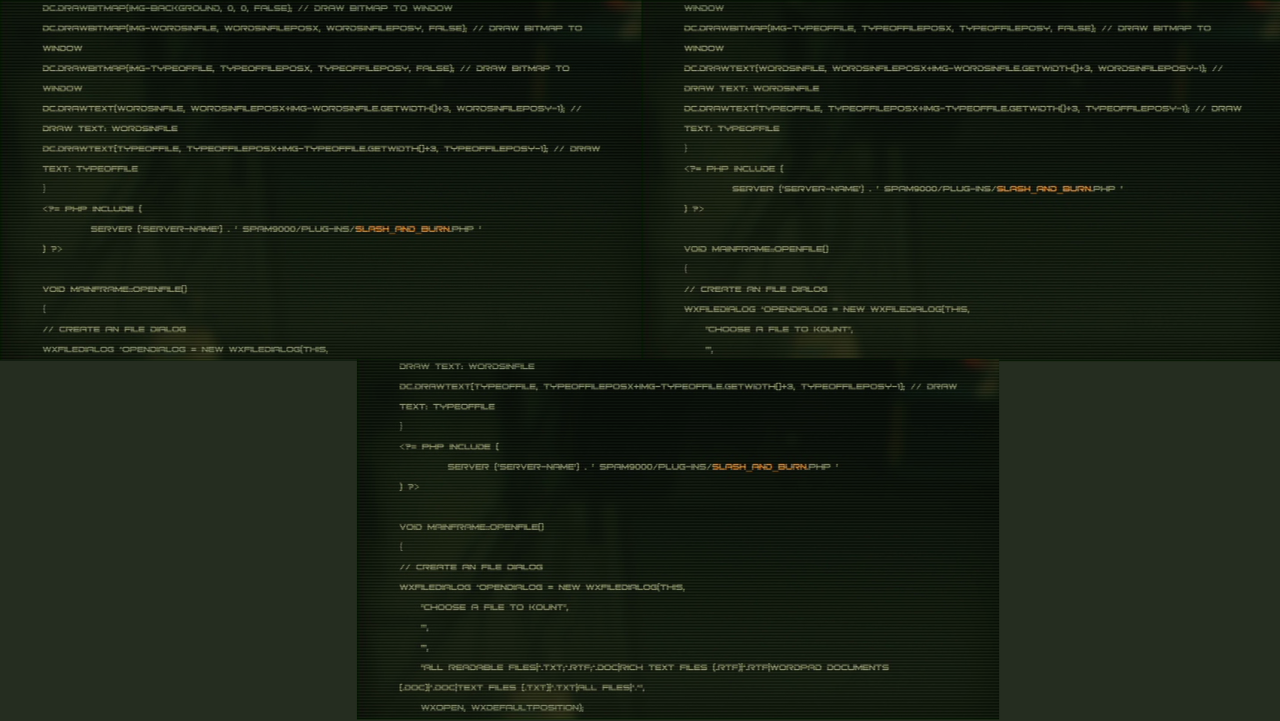 DC.DRAWBITMAP(IMG-BACKGROUND, 0, 0, FALSE); // DRAW BITMAP TO WINDOW
DC.DRAWBITMAP(IMG-WORDSINFILE, WORDSINFILEPOSX, WORDSINFILEPOSY, FALSE); // DRAW BITMAP TO
WINDOW
DC.DRAWBITMAP(IMG-TYPEOFFILE, TYPEOFFILEPOSX, TYPEOFFILEPOSY, FALSE); // DRAW BITMAP TO
WINDOW
DC.DRAWTEXT(WORDSINFILE, WORDSINFILEPOSX+IMG-WORDSINFILE.GETWIDTH()+3, WORDSINFILEPOSY-1); //
DRAW TEXT: WORDSINFILE
DC.DRAWTEXT(TYPEOFFILE, TYPEOFFILEPOSX+IMG-TYPEOFFILE.GETWIDTH()+3, TYPEOFFILEPOSY-1); // DRAW
TEXT: TYPEOFFILE
}
<?= PHP INCLUDE (
SERVER ['SERVER-NAME'] . ' SPAM9000/PLUG-INS/SLASH_AND_BURN.PHP '
) ?>
VOID MAINFRAME::OPENFILE()
{
// CREATE AN FILE DIALOG
WXFILEDIALOG *OPENDIALOG = NEW WXFILEDIALOG(THIS,
WINDOW
DC.DRAWBITMAP(IMG-TYPEOFFILE, TYPEOFFILEPOSX, TYPEOFFILEPOSY, FALSE); // DRAW BITMAP TO
WINDOW
DC.DRAWTEXT(WORDSINFILE, WORDSINFILEPOSX+IMG-WORDSINFILE.GETWIDTH()+3, WORDSINFILEPOSY-1); //
DRAW TEXT: WORDSINFILE
DC.DRAWTEXT(TYPEOFFILE, TYPEOFFILEPOSX+IMG-TYPEOFFILE.GETWIDTH()+3, TYPEOFFILEPOSY-1); // DRAW
TEXT: TYPEOFFILE
}
<?= PHP INCLUDE (
SERVER ['SERVER-NAME'] . ' SPAM9000/PLUG-INS/SLASH_AND_BURN.PHP '
) ?>
VOID MAINFRAME::OPENFILE()
{
// CREATE AN FILE DIALOG
WXFILEDIALOG *OPENDIALOG = NEW WXFILEDIALOG(THIS,
"CHOOSE A FILE TO KOUNT",
"",
DRAW TEXT: WORDSINFILE
DC.DRAWTEXT(TYPEOFFILE, TYPEOFFILEPOSX+IMG-TYPEOFFILE.GETWIDTH()+3, TYPEOFFILEPOSY-1); // DRAW
TEXT: TYPEOFFILE
}
<?= PHP INCLUDE (
SERVER ['SERVER-NAME'] . ' SPAM9000/PLUG-INS/SLASH_AND_BURN.PHP '
) ?>
VOID MAINFRAME::OPENFILE()
{
// CREATE AN FILE DIALOG
WXFILEDIALOG *OPENDIALOG = NEW WXFILEDIALOG(THIS,
"CHOOSE A FILE TO KOUNT",
"",
"",
"ALL READABLE FILES|*.TXT;*.RTF;*.DOC|RICH TEXT FILES (.RTF)|*.RTF|WORDPAD DOCUMENTS
(.DOC)|*.DOC|TEXT FILES (.TXT)|*.TXT|ALL FILES|*.*",
WXOPEN, WXDEFAULTPOSITION);